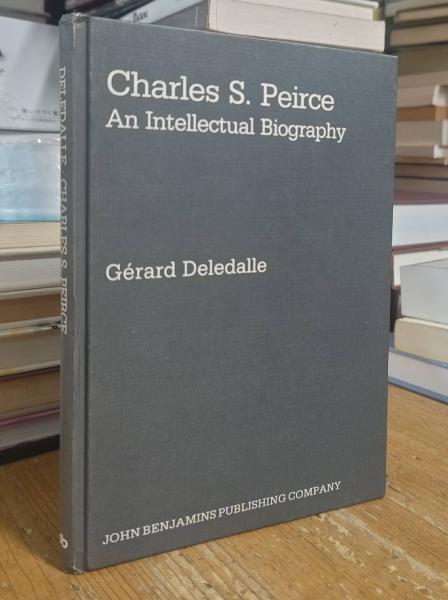 Charles S. Peirce
An Intellectual Biography
Gérard Deledalle
JOHN BENJAMINS PUBLISHING COMPANY
DELEDALLE, CHARLES S. PEIRCE